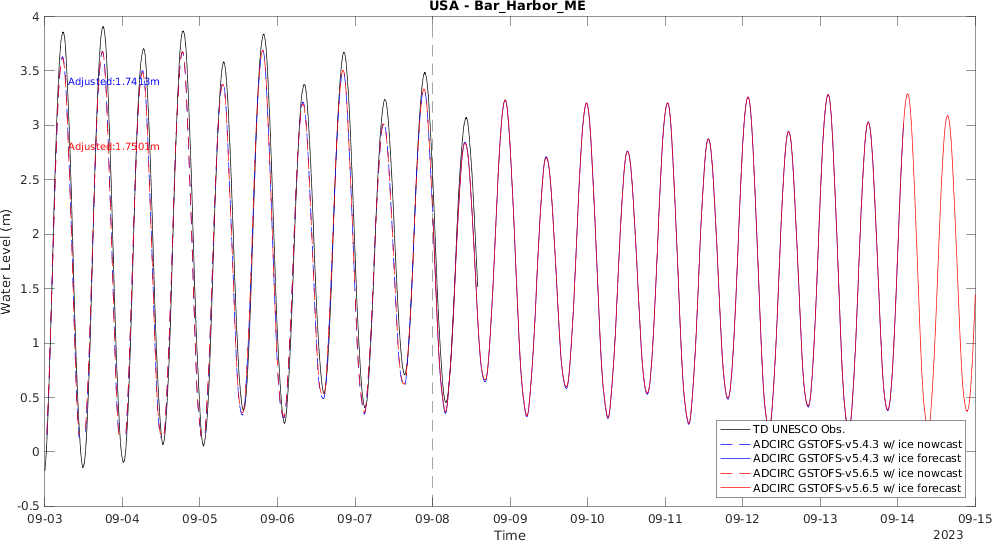 USA - Bar_Harbor_ME
4
3.5
3
2.5
2
1.5
1
0.5
0
-0.5
Water Level (m)
Adjusted:1.7413m
Adjusted:1.7501m
TD UNESCO Obs.
ADCIRC GSTOFS-v5.4.3 w/ ice nowcast
ADCIRC GSTOFS-v5.4.3 w/ ice forecast
ADCIRC GSTOFS-v5.6.5 w/ ice nowcast
ADCIRC GSTOFS-v5.6.5 w/ ice forecast
09-03 09-04 09-05 09-06 09-07 09-08 09-09 09-10 09-11 09-12 09-13 09-14 09-15
Time
2023